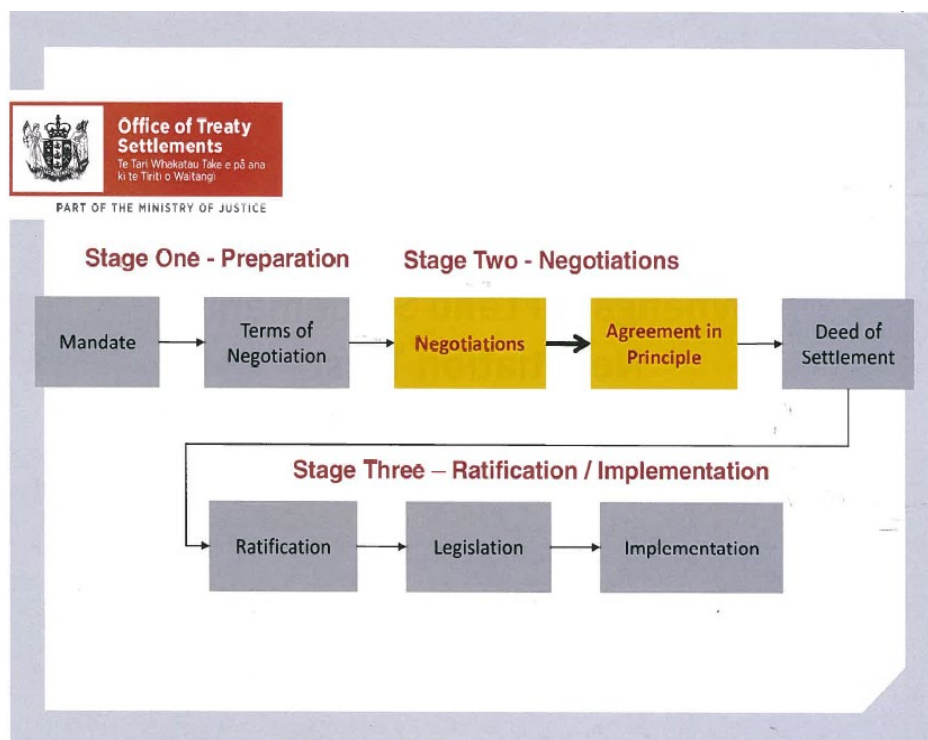 Office of Treaty
Settlements
Te Tari Whakatau Take e pā ana
ki te Tiriti o Waitangi
PART OF THE MINISTRY OF JUSTICE
Stage One - Preparation
Stage Two - Negotiations
Mandate
Terms of
Negotiation
Negotiations
Agreement in
Principle
Deed of
Settlement
Stage Three – Ratification / Implementation
Ratification
Legislation
Implementation